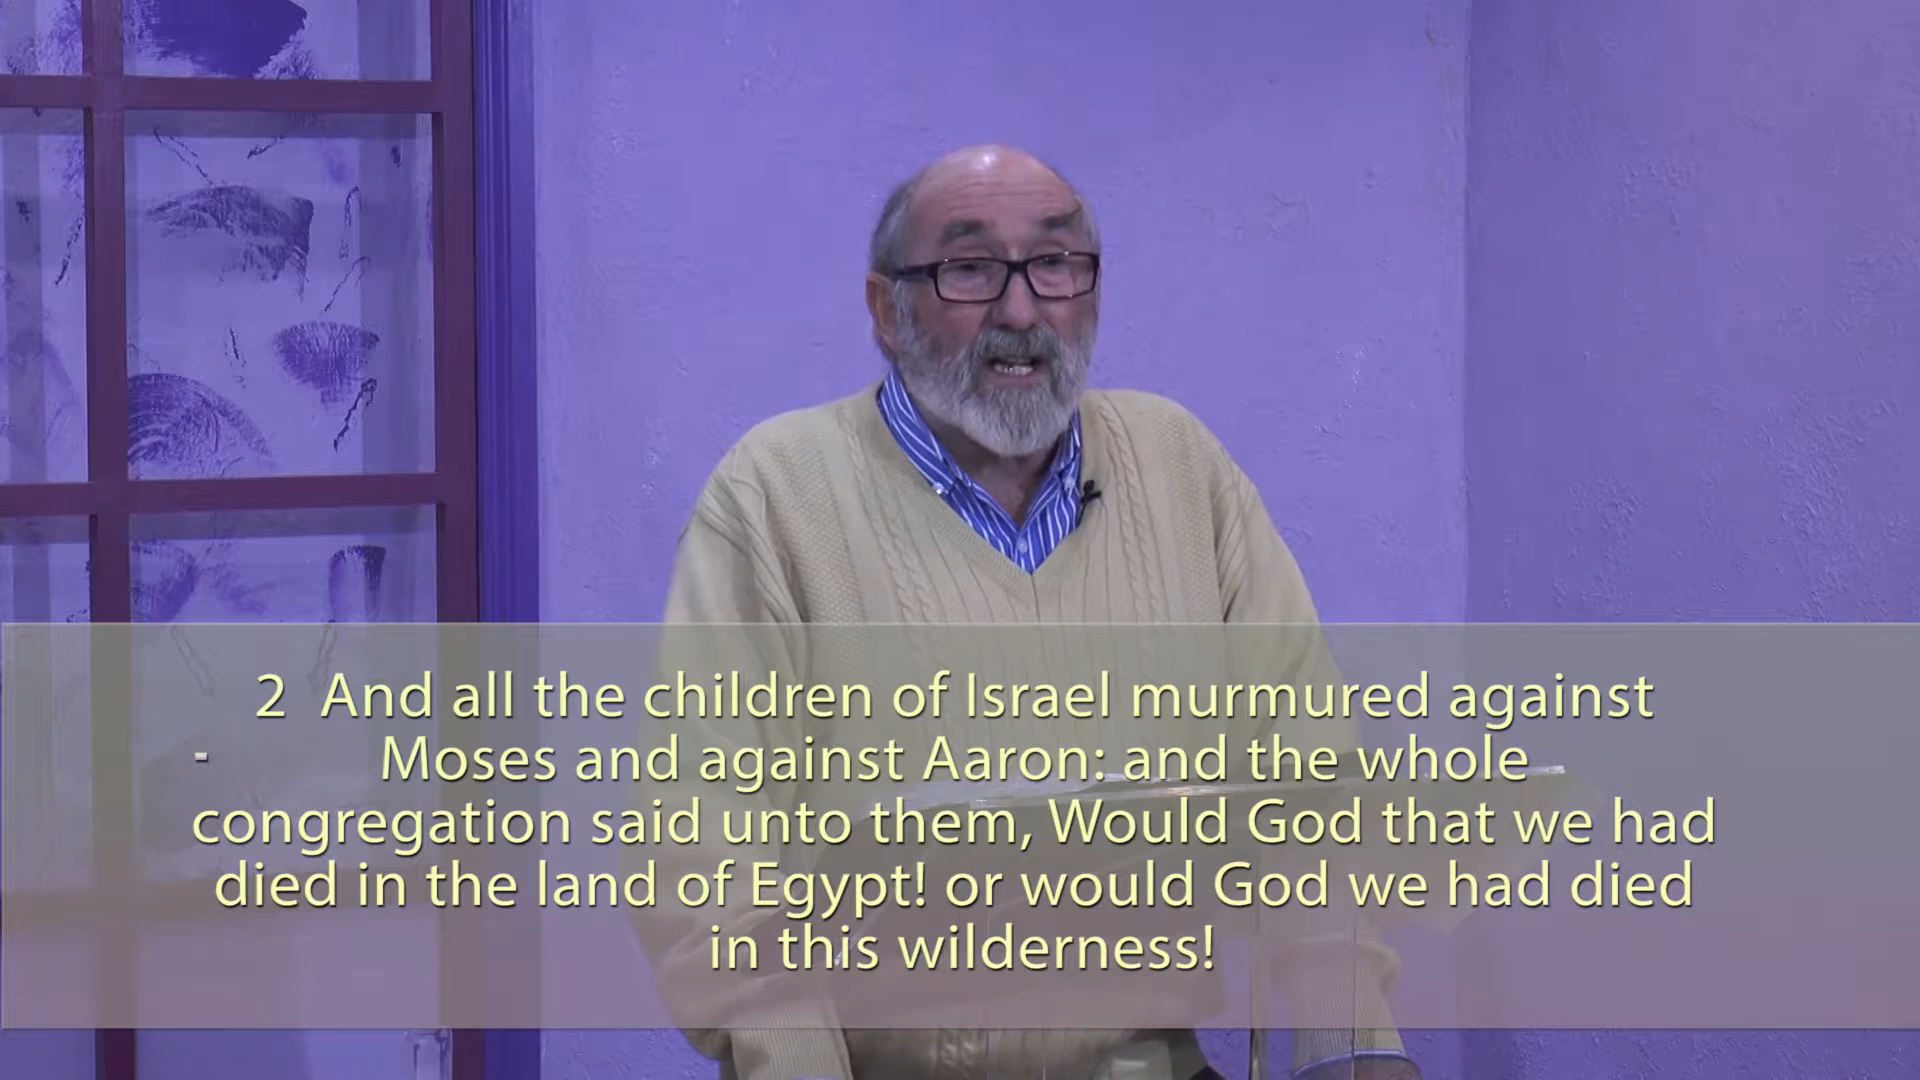 2  And all the children of Israel murmured against
- Moses and against Aaron: and the whole
congregation said unto them, Would God that we had
died in the land of Egypt! or would God we had died
in this wilderness!